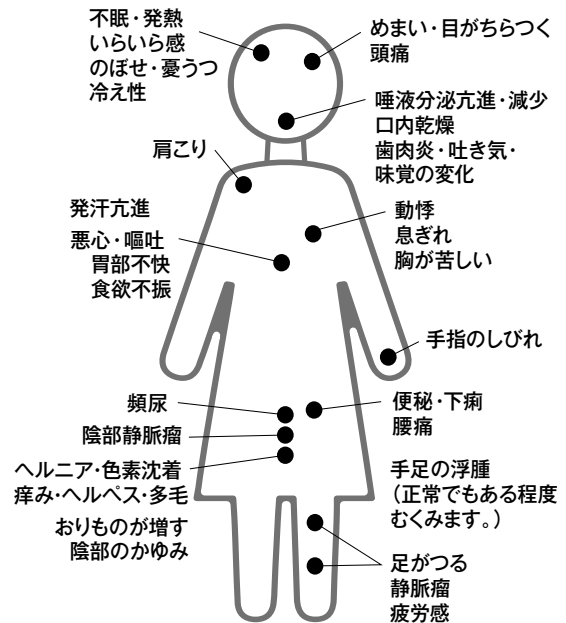 不眠・発熱
いらいら感
のぼせ・憂うつ
冷え性
めまい・目がちらつく
頭痛
唾液分泌亢進・減少
口内乾燥
歯肉炎・吐き気・
味覚の変化
肩こり
発汗亢進
悪心・嘔吐
胃部不快
食欲不振
動悸
息ぎれ
胸が苦しい
手指のしびれ
頻尿
陰部静脈瘤
ヘルニア・色素沈着
痒み・ヘルペス・多毛
おりものが増す
陰部のかゆみ
便秘・下痢
腰痛
手足の浮腫
（正常でもある程度
むくみます。）
足がつる
静脈瘤
疲労感